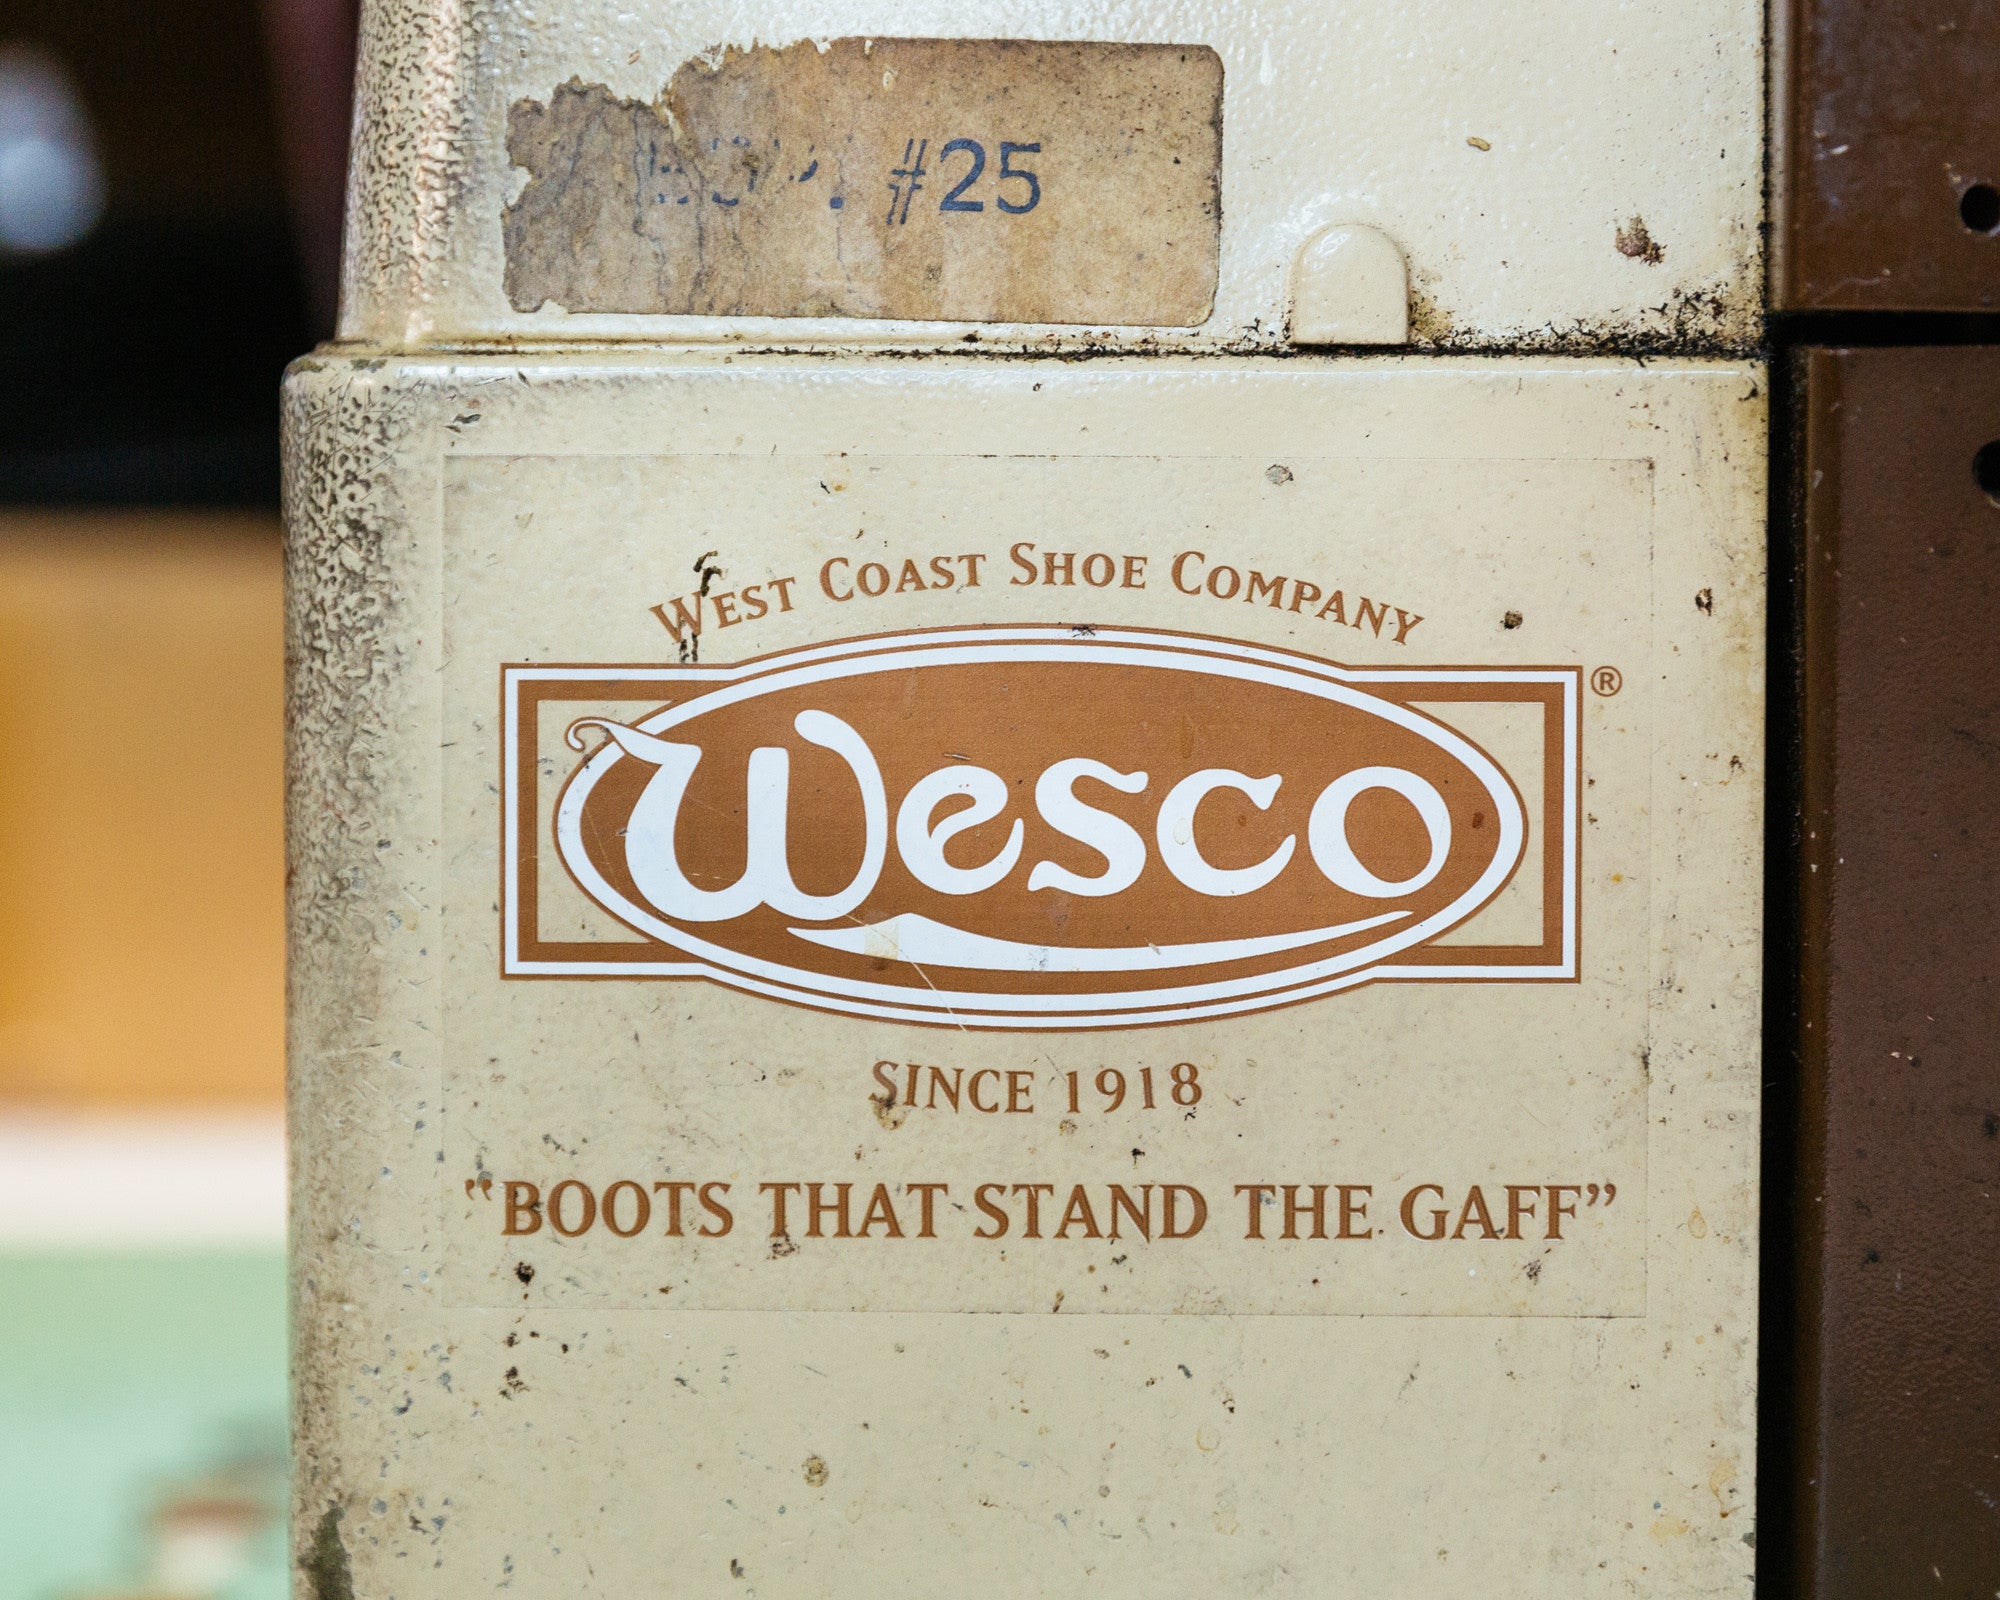 #25
WEST COAST SHOE COMPANY
Wesco®
SINCE 1918
"BOOTS THAT STAND THE GAFF"